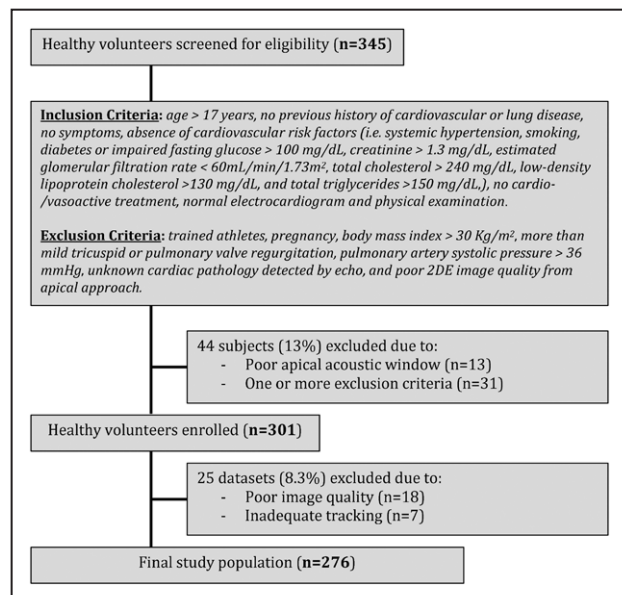 Healthy volunteers screened for eligibility (n=345)
Inclusion Criteria: age > 17 years, no previous history of cardiovascular or lung disease,
no symptoms, absence of cardiovascular risk factors (i.e. systemic hypertension, smoking,
diabetes or impaired fasting glucose > 100 mg/dL, creatinine > 1.3 mg/dL, estimated
glomerular filtration rate < 60mL/min/1.73m², total cholesterol > 240 mg/dL, low-density
lipoprotein cholesterol >130 mg/dL, and total triglycerides >150 mg/dL,), no cardio-
/vasoactive treatment, normal electrocardiogram and physical examination.
Exclusion Criteria: trained athletes, pregnancy, body mass index > 30 Kg/m², more than
mild tricuspid or pulmonary valve regurgitation, pulmonary artery systolic pressure > 36
mmHg, unknown cardiac pathology detected by echo, and poor 2DE image quality from
apical approach.
44 subjects (13%) excluded due to:
- Poor apical acoustic window (n=13)
- One or more exclusion criteria (n=31)
Healthy volunteers enrolled (n=301)
25 datasets (8.3%) excluded due to:
- Poor image quality (n=18)
- Inadequate tracking (n=7)
Final study population (n=276)